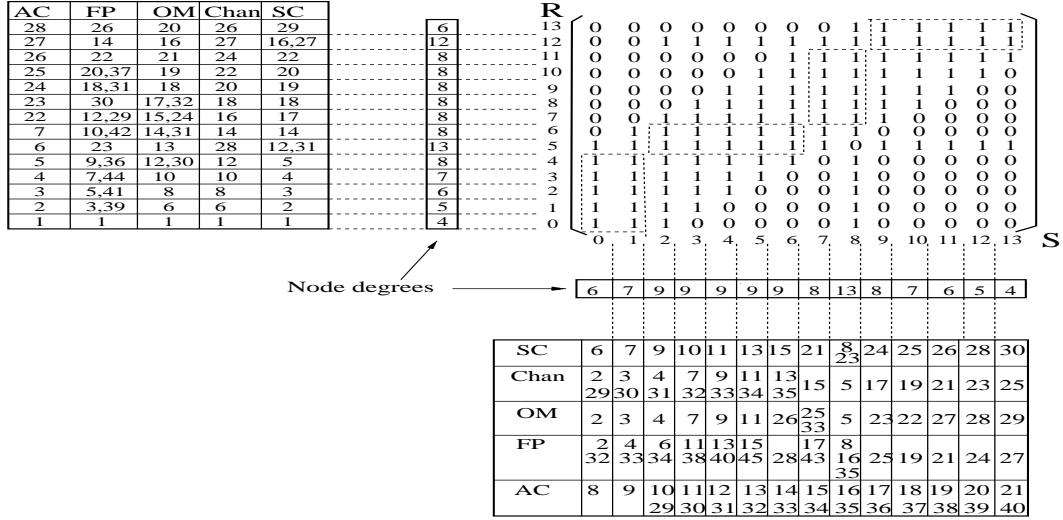 AC FP OM Chan SC R
28 26 20 26 29 6 13 0 0 0 0 0 0 0 0 1 1 1 1 1 1
27 14 16 27 16,27 12 12 0 0 1 1 1 1 1 1 1 1 1 1 1 1
26 22 21 24 22 8 11 0 0 0 0 0 0 1 1 1 1 1 1 1 1
25 20,37 19 22 20 8 10 0 0 0 0 0 1 1 1 1 1 1 1 1 0
24 18,31 18 20 19 8 9 0 0 0 0 1 1 1 1 1 1 1 1 0 0
23 30 17,32 18 18 8 8 0 0 0 1 1 1 1 1 1 1 1 0 0 0
22 12,29 15,24 16 17 8 7 0 0 1 1 1 1 1 1 1 1 0 0 0 0
7 10,42 14,31 14 14 8 6 0 1 1 1 1 1 1 1 1 0 0 0 0 0
6 23 13 28 12,31 13 5 1 1 1 1 1 1 1 1 0 1 1 1 1 1
5 9,36 12,30 12 5 8 4 1 1 1 1 1 1 1 0 1 0 0 0 0 0
4 7,44 10 10 4 7 3 1 1 1 1 1 1 0 0 1 0 0 0 0 0
3 5,41 8 8 3 6 2 1 1 1 1 1 0 0 0 1 0 0 0 0 0
2 3,39 6 6 2 5 1 1 1 1 1 0 0 0 0 1 0 0 0 0 0
1 1 1 1 1 4 0 1 1 1 0 0 0 0 0 1 0 0 0 0 0
0 1 2 3 4 5 6 7 8 9 10 11 12 13 S
Node degrees 6 7 9 9 9 9 9 8 13 8 7 6 5 4
SC 6 7 9 10 11 13 15 21 8 24 25 26 28 30
23
Chan 2 3 4 7 9 11 13 15 5 17 19 21 23 25
29 30 31 32 33 34 35
OM 2 3 4 7 9 11 26 25 5 23 22 27 28 29
33
FP 2 4 6 11 13 15 28 17 8 25 19 21 24 27
32 33 34 38 40 45 43 16
35
AC 8 9 10 11 12 13 14 15 16 17 18 19 20 21
29 30 31 32 33 34 35 36 37 38 39 40